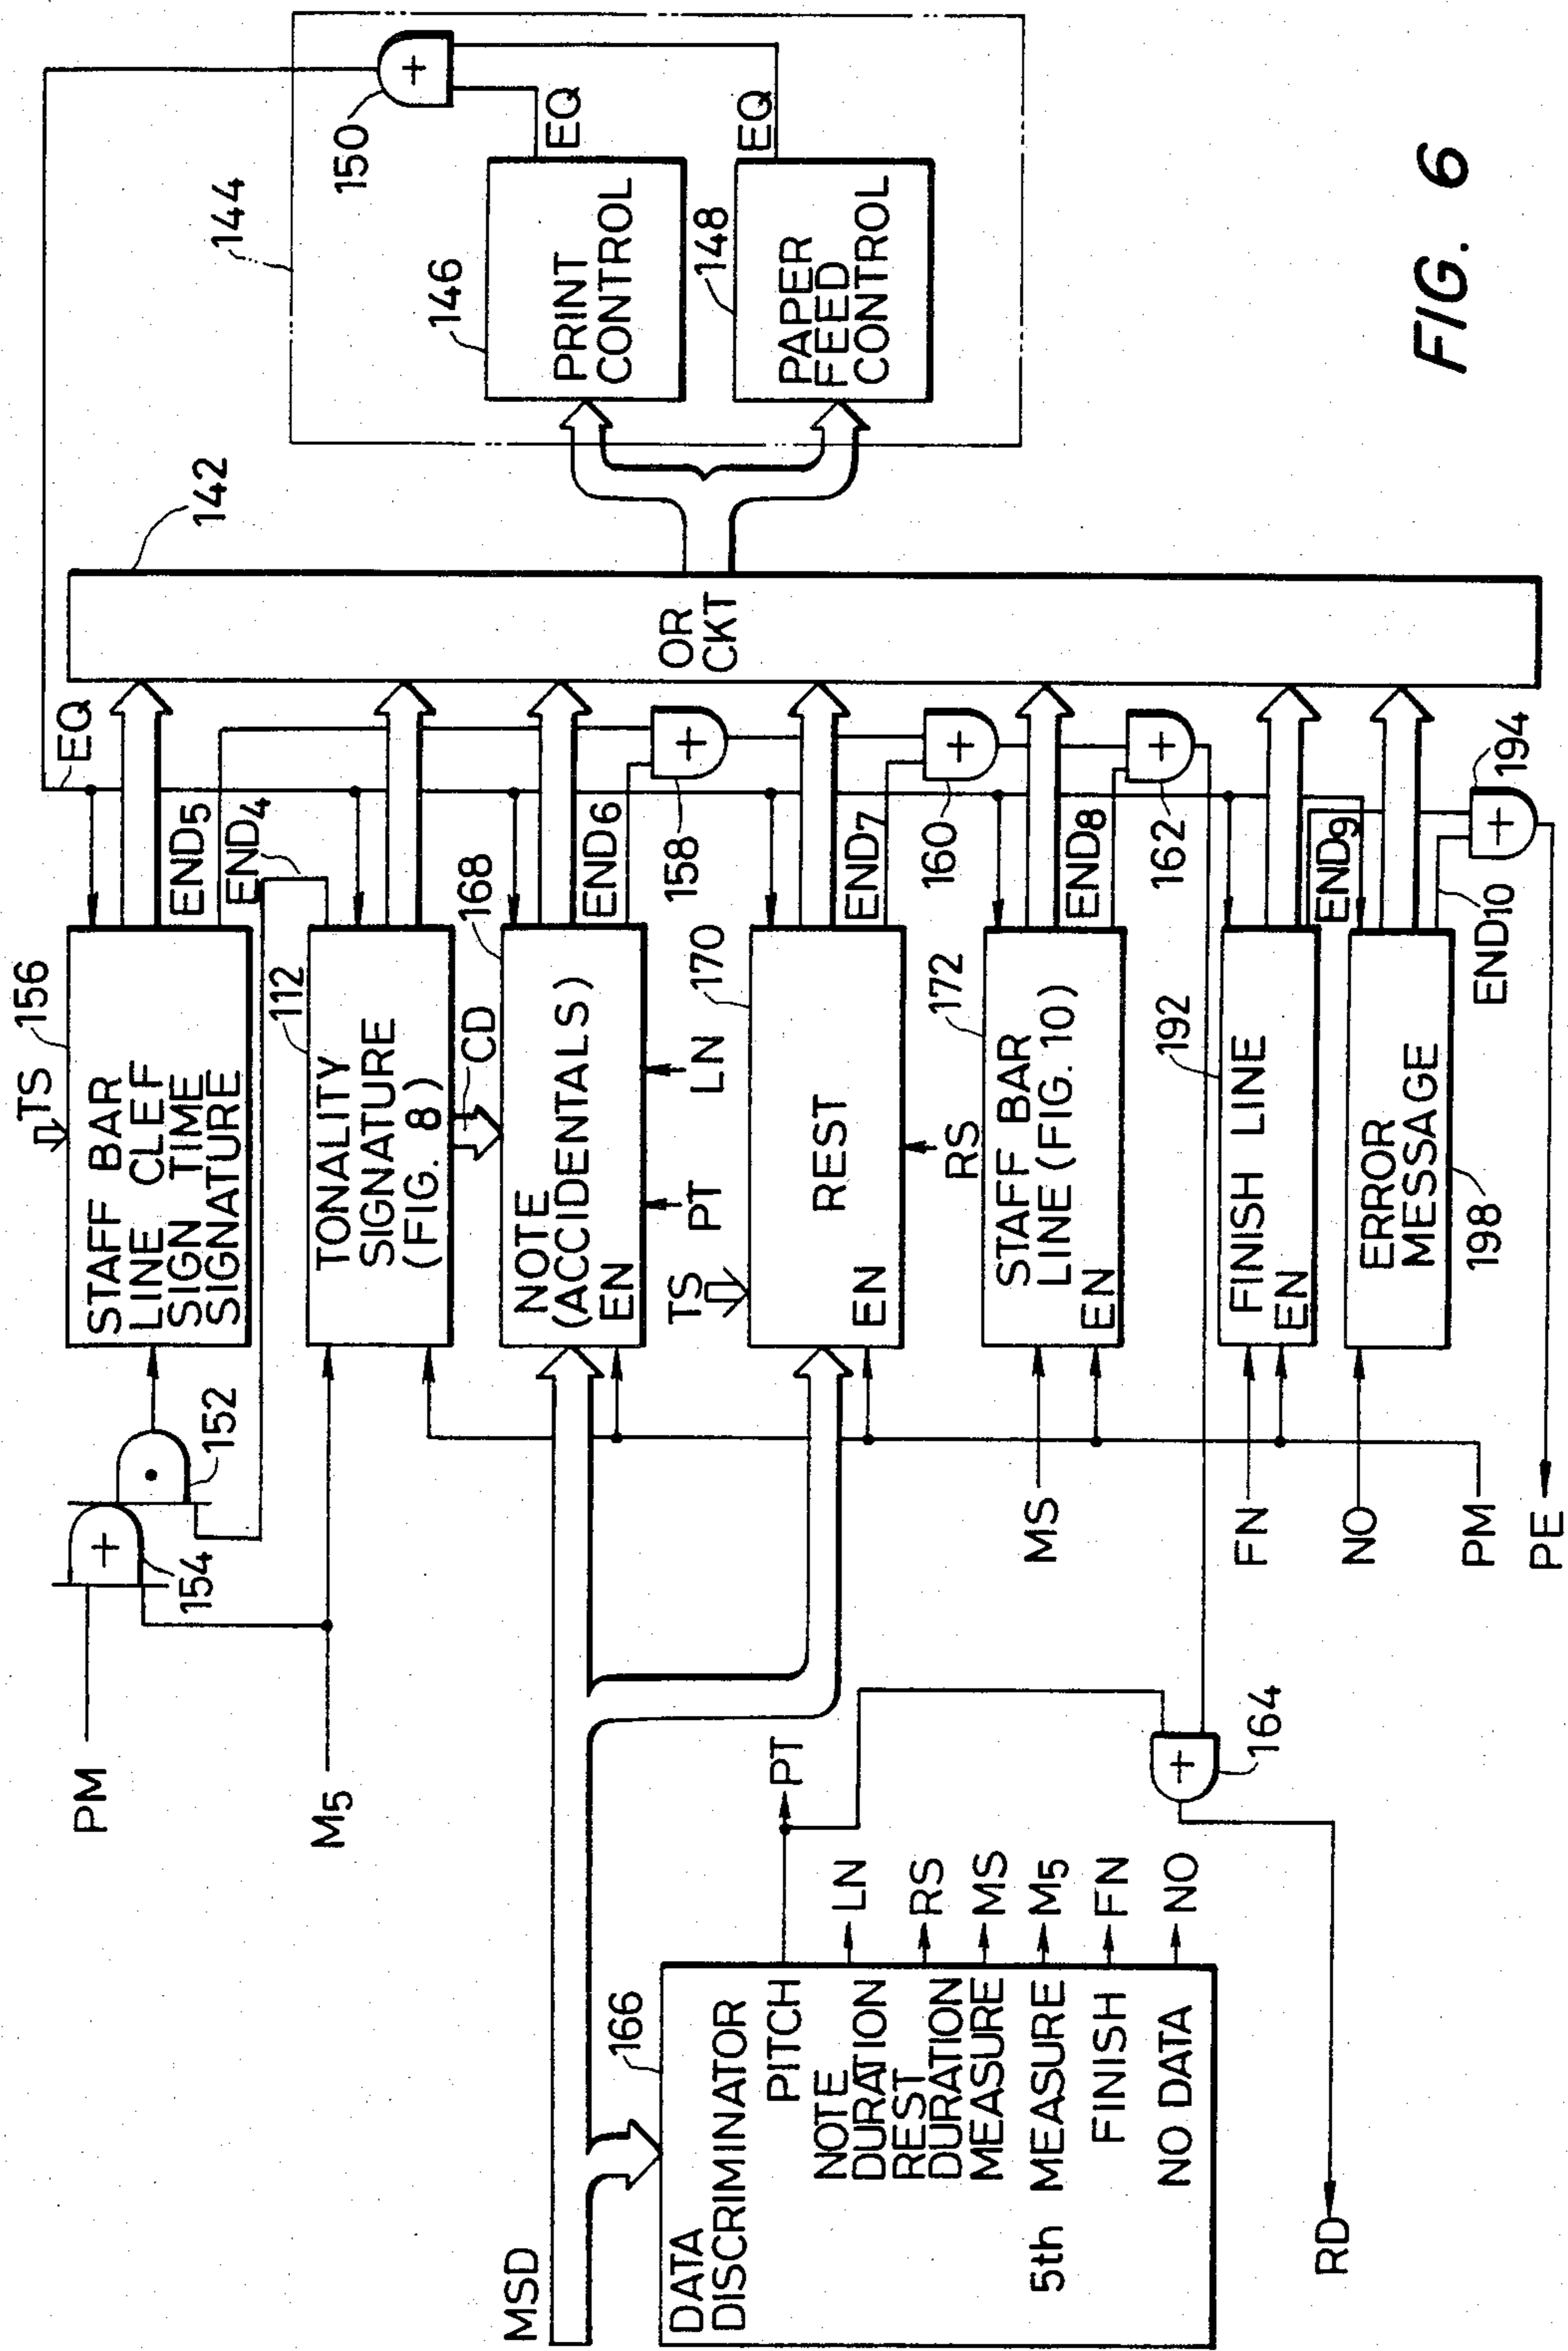 144
150
EQ
EQ
146
PRINT
CONTROL
148
PAPER
FEED
CONTROL
FIG. 6
142
OR
CKT
EQ
END5
END4
END6
158
END7
160
END8
162
END9
END10
194
TS
156
STAFF BAR
LINE CLEF
SIGN TIME
SIGNATURE
112
TONALITY
SIGNATURE
(FIG. 8)
CD
168
NOTE
(ACCIDENTALS)
EN
PT
LN
TS
170
REST
EN
RS
172
STAFF BAR
LINE (FIG. 10)
EN
192
FINISH LINE
EN
ERROR
MESSAGE
198
152
154
PM
M5
MS
FN
NO
PM
PE
MSD
166
DATA
DISCRIMINATOR
PITCH
NOTE
DURATION
REST
DURATION
MEASURE
5th MEASURE
FINISH
NO DATA
PT
LN
RS
MS
M5
FN
NO
164
RD